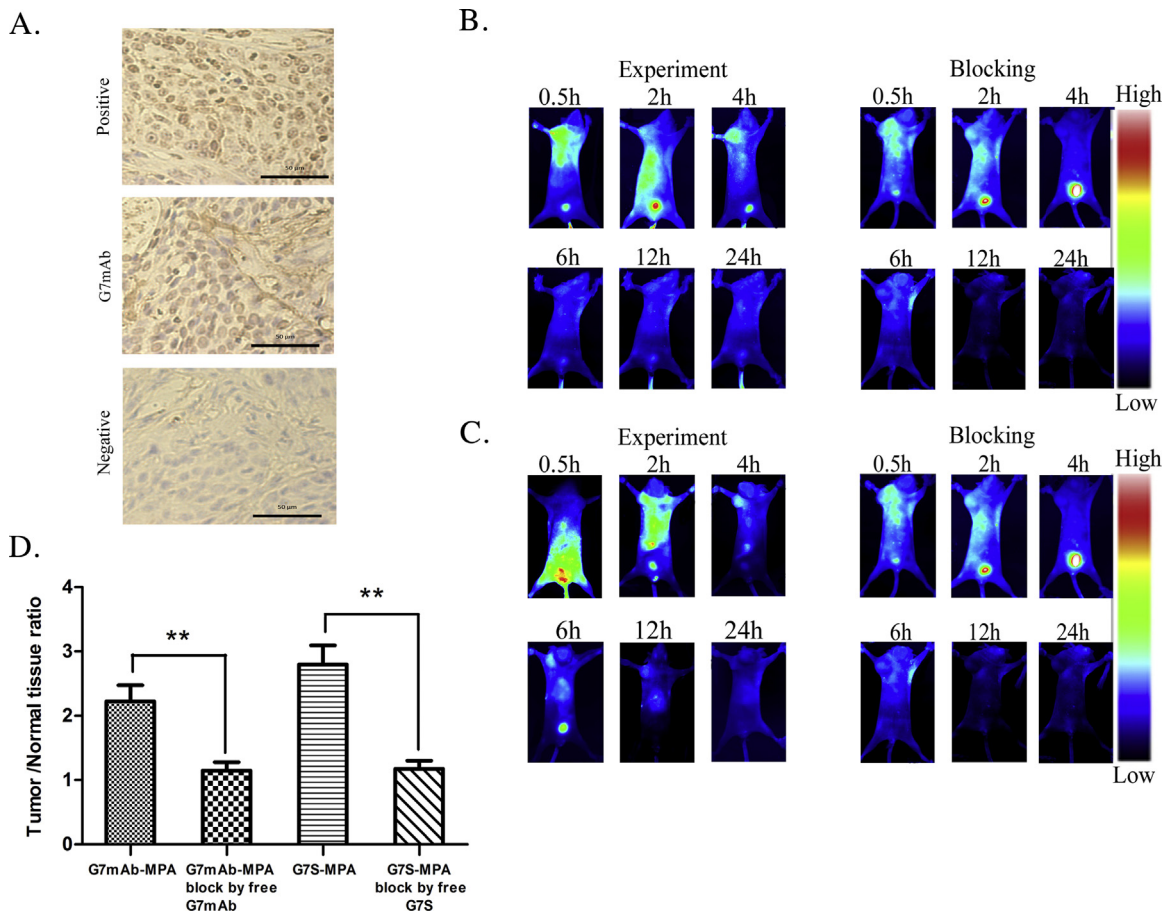 A.
Positive
50 μm
G7mAb
50 μm
Negative
50 μm
B.
Experiment
0.5h 2h 4h
6h 12h 24h
Blocking
0.5h 2h 4h
6h 12h 24h
High
Low
C.
Experiment
0.5h 2h 4h
6h 12h 24h
Blocking
0.5h 2h 4h
6h 12h 24h
High
Low
D.
Tumor /Normal tissue ratio
4
3
2
1
0
**
**
G7mAb-MPA
G7mAb-MPA
block by free
G7mAb
G7S-MPA
G7S-MPA
block by free
G7S